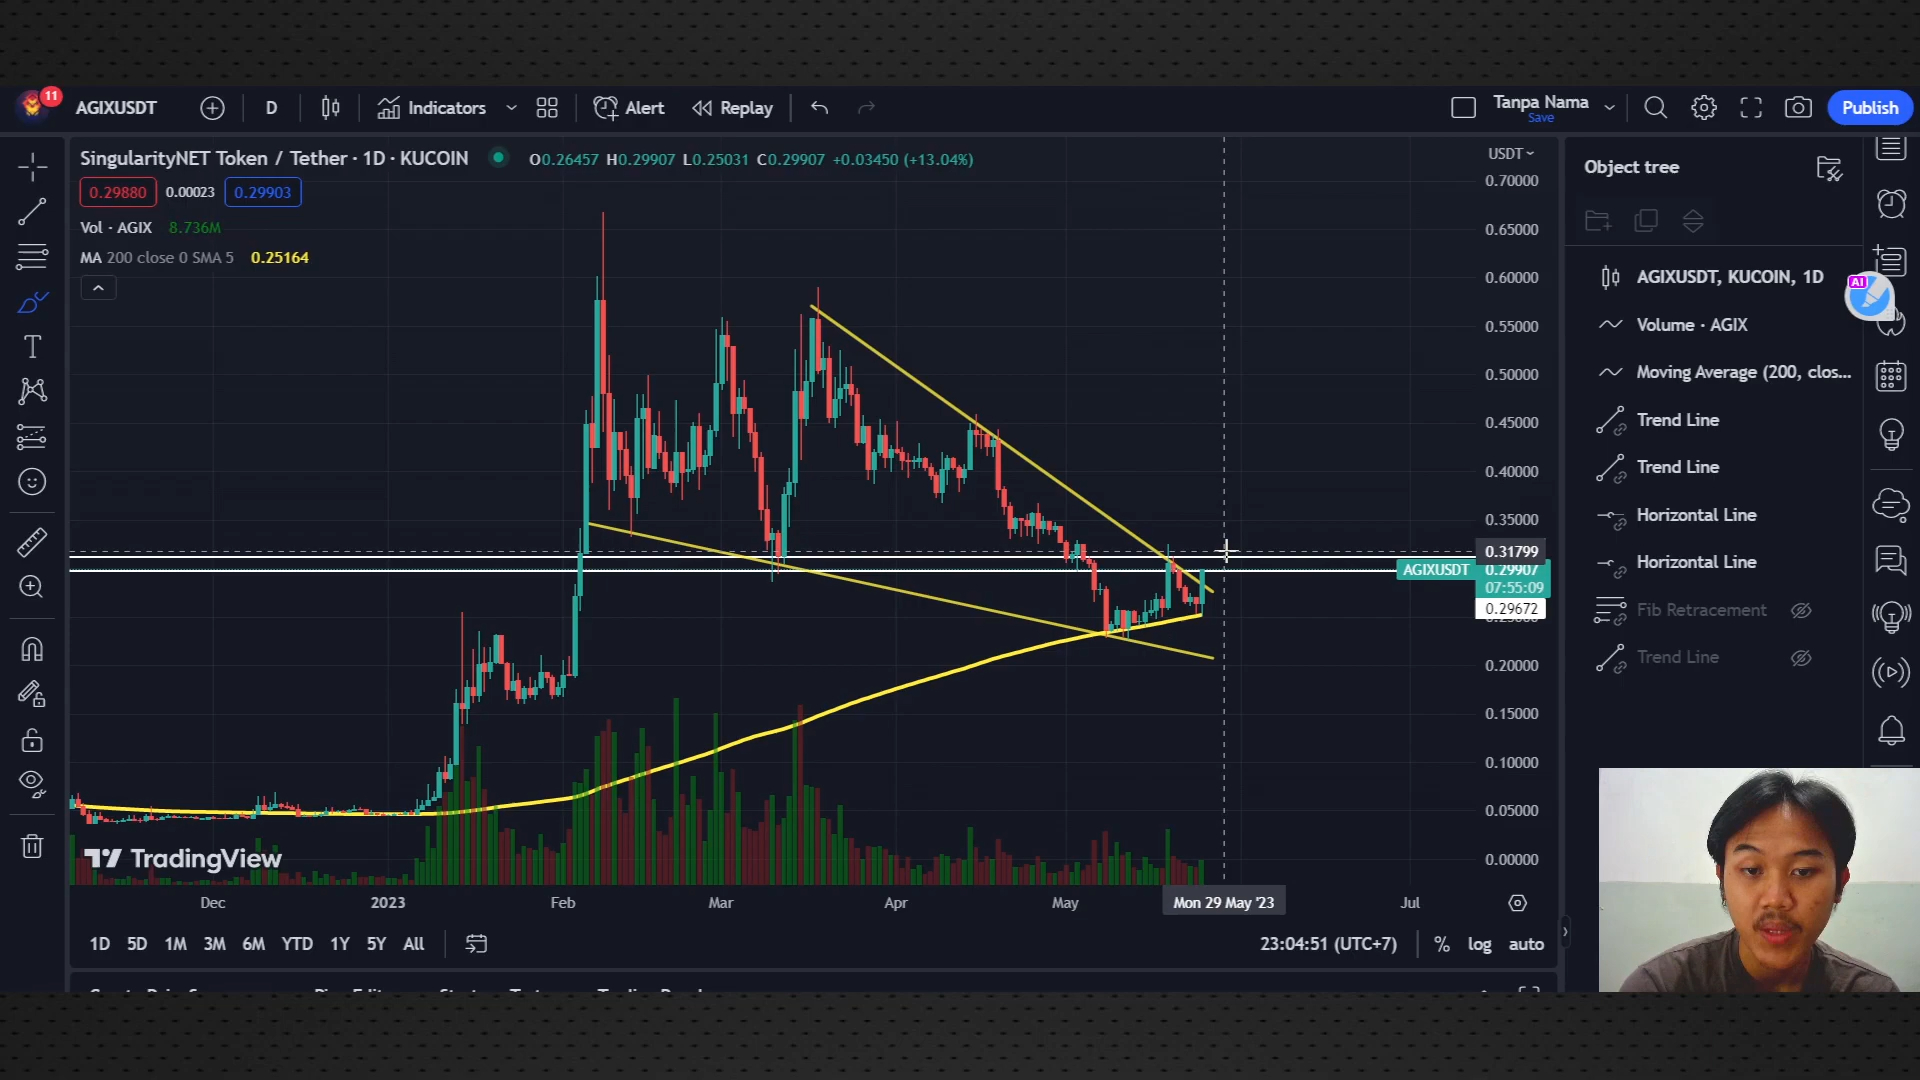 11
AGIXUSDT
D
Indicators
Alert
Replay
Tanpa Nama
Save
Publish
SingularityNET Token / Tether · 1D · KUCOIN
O0.26457 H0.29907 L0.25031 C0.29907 +0.03450 (+13.04%)
USDT
0.29880 0.00023 0.29903
Vol · AGIX 8.736M
MA 200 close 0 SMA 5 0.25164
0.70000
0.65000
0.60000
0.55000
0.50000
0.45000
0.40000
0.35000
0.31799
AGIXUSDT 0.29907
07:55:09
0.29672
0.20000
0.15000
0.10000
0.05000
0.00000
Object tree
AGIXUSDT, KUCOIN, 1D
AI
Volume · AGIX
Moving Average (200, clos...
Trend Line
Trend Line
Horizontal Line
Horizontal Line
Fib Retracement
Trend Line
TradingView
Dec 2023 Feb Mar Apr May Mon 29 May '23 Jul
1D 5D 1M 3M 6M YTD 1Y 5Y All
23:04:51 (UTC+7) % log auto